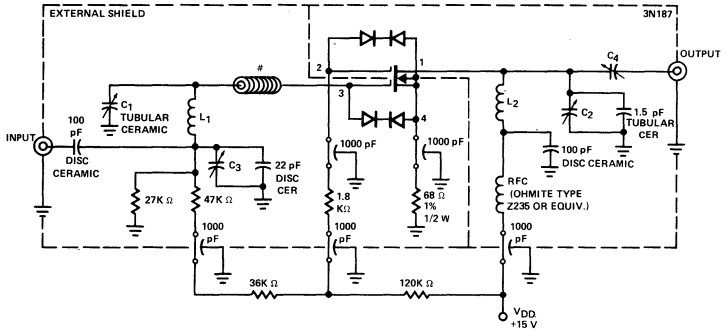 EXTERNAL SHIELD
3N187
C4
OUTPUT
#
2
1
3
4
C1
TUBULAR
CERAMIC
L1
L2
C2
1.5 pF
TUBULAR
CER
INPUT
100
pF
DISC
CERAMIC
C3
22 pF
DISC
CER
1000 pF
1000 pF
100 pF
DISC CERAMIC
27K Ω
47K Ω
1.8
KΩ
68 Ω
1%
1/2 W
RFC
(OHMITE TYPE
Z235 OR EQUIV.)
1000
pF
1000
pF
1000
pF
36K Ω
120K Ω
VDD.
+15 V